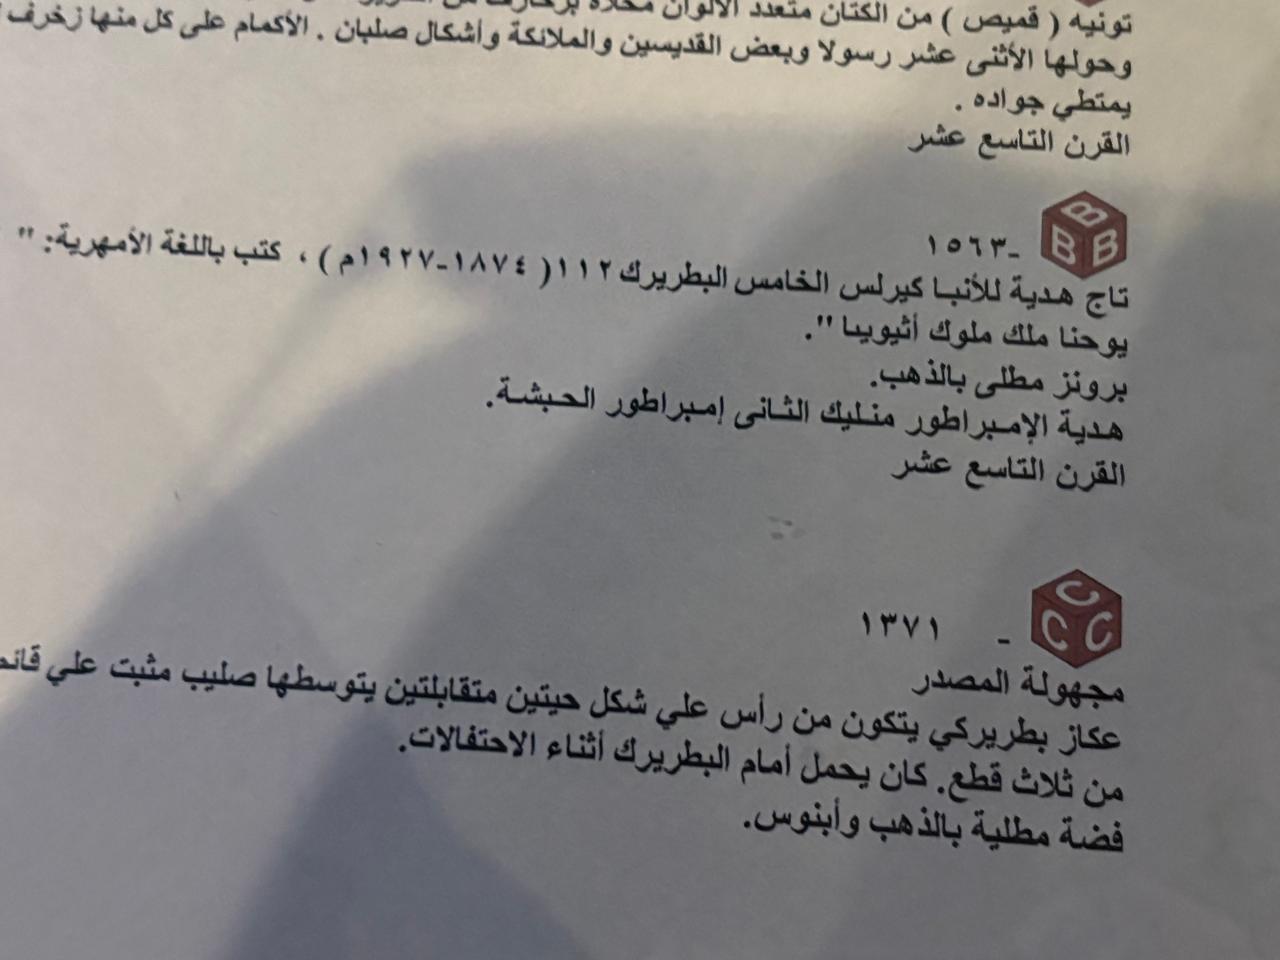 تونيه ( قميص ) من الكتان متعدد الألوان محلاة بزخارف من
وحولها الأثنى عشر رسولا وبعض القديسين والملائكة وأشكال صلبان . الأكمام على كل منها زخرف
يمتطي جواده .
القرن التاسع عشر
BBB
١٥٦٣-
تاج هدية للأنبا كيرلس الخامس البطريرك ١١٢( ١٨٧٤-١٩٢٧م ) ، كتب باللغة الأمهرية: "
يوحنا ملك ملوك أثيوبيا ".
برونز مطلى بالذهب.
هدية الإمبراطور منليك الثانى إمبراطور الحبشة.
القرن التاسع عشر
CCC
- ١٣٧١
مجهولة المصدر
عكاز بطريركي يتكون من رأس علي شكل حيتين متقابلتين يتوسطها صليب مثبت علي
من ثلاث قطع. كان يحمل أمام البطريرك أثناء الاحتفالات.
فضة مطلية بالذهب وأبنوس.